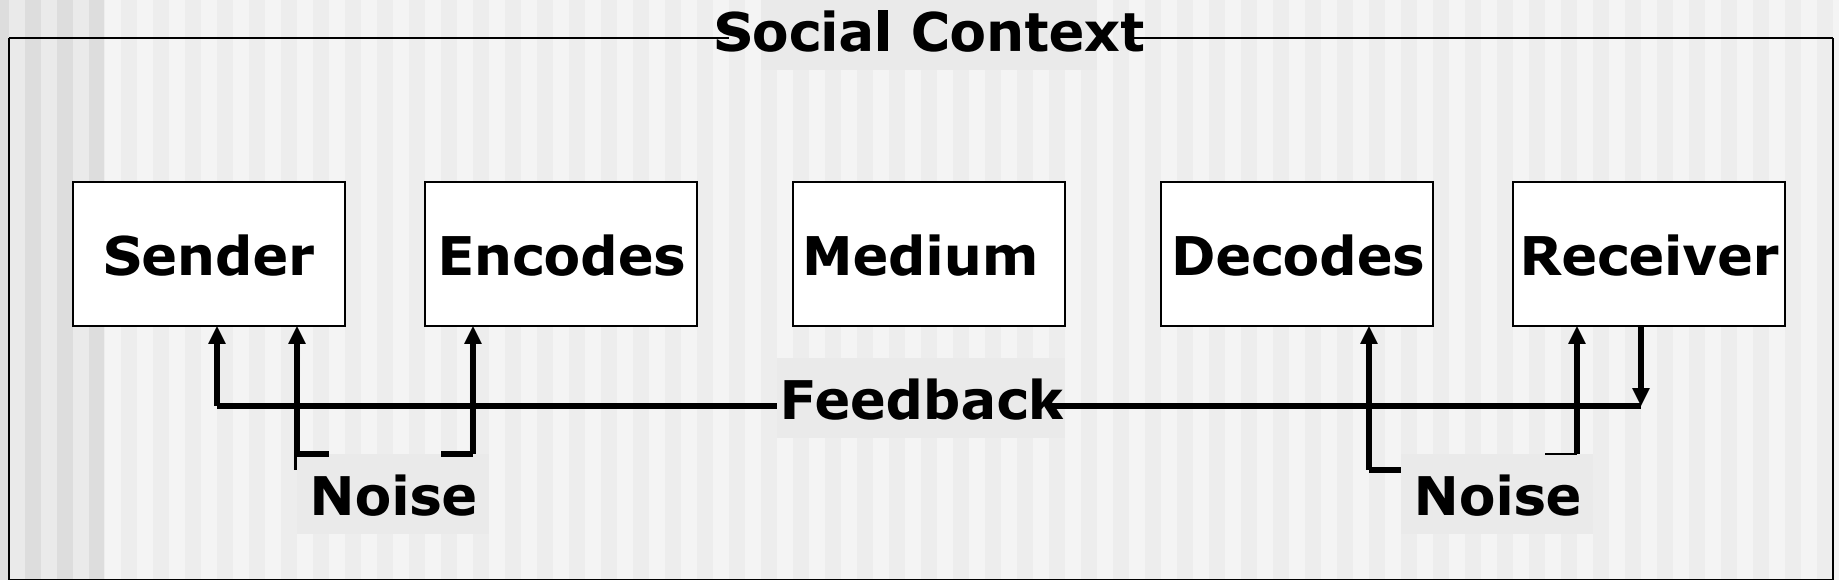 Social Context
Sender
Encodes
Medium
Decodes
Receiver
Feedback
Noise
Noise